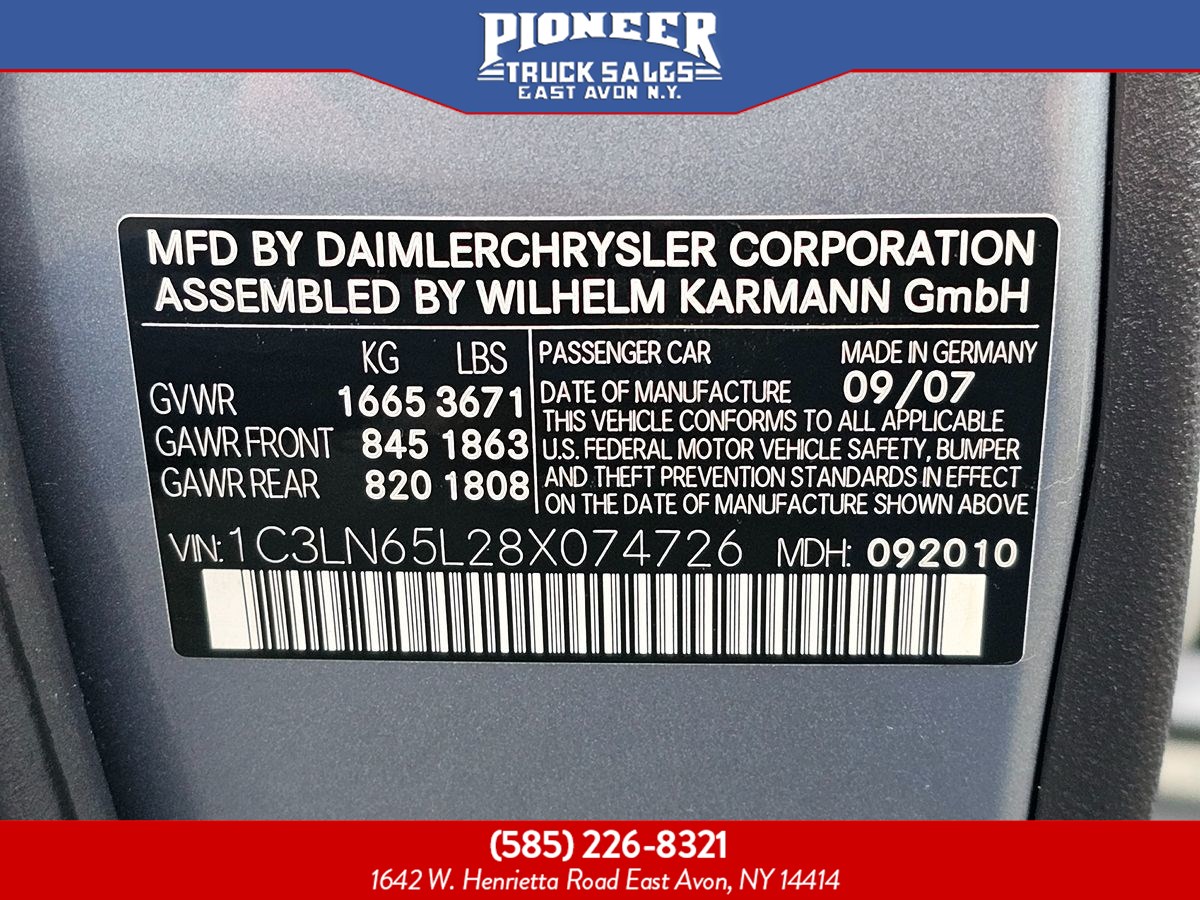 PIONEER
TRUCK SALES
EAST AVON N.Y.
MFD BY DAIMLERCHRYSLER CORPORATION
ASSEMBLED BY WILHELM KARMANN GmbH
KG LBS
GVWR 1665 3671
GAWR FRONT 845 1863
GAWR REAR 820 1808
PASSENGER CAR MADE IN GERMANY
DATE OF MANUFACTURE 09/07
THIS VEHICLE CONFORMS TO ALL APPLICABLE
U.S. FEDERAL MOTOR VEHICLE SAFETY, BUMPER
AND THEFT PREVENTION STANDARDS IN EFFECT
ON THE DATE OF MANUFACTURE SHOWN ABOVE
VIN: 1C3LN65L28X074726 MDH: 092010
(585) 226-8321
1642 W. Henrietta Road East Avon, NY 14414